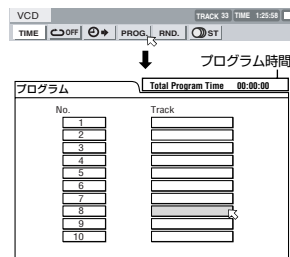 VCD
TRACK 33 TIME 1:25:58
TIME OFF PROG. RND. ST
プログラム時間
プログラム
Total Program Time 00:00:00
No. Track
1
2
3
4
5
6
7
8
9
10